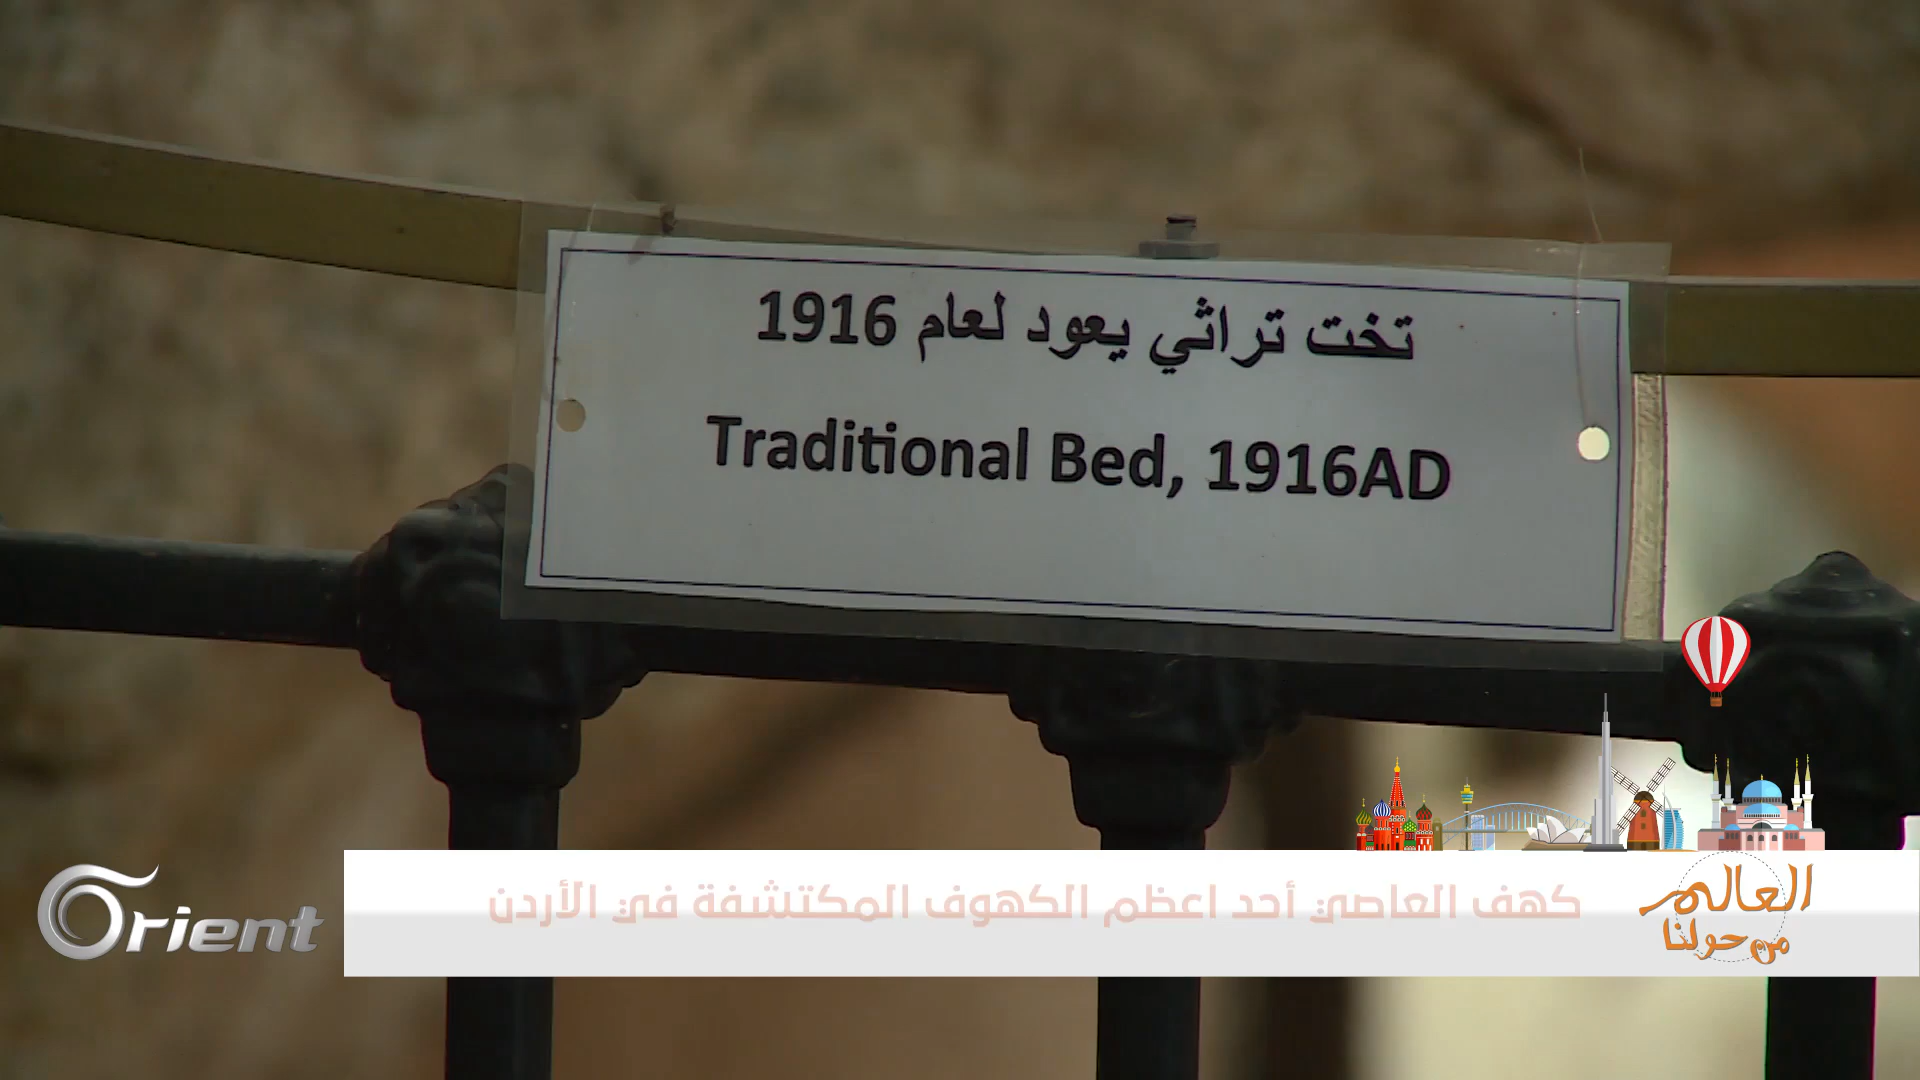 تخت تراثي يعود لعام 1916
Traditional Bed, 1916AD
كهف العاصي أحد اعظم الكهوف المكتشفة في الأردن
العالم
من حولنا
Orient